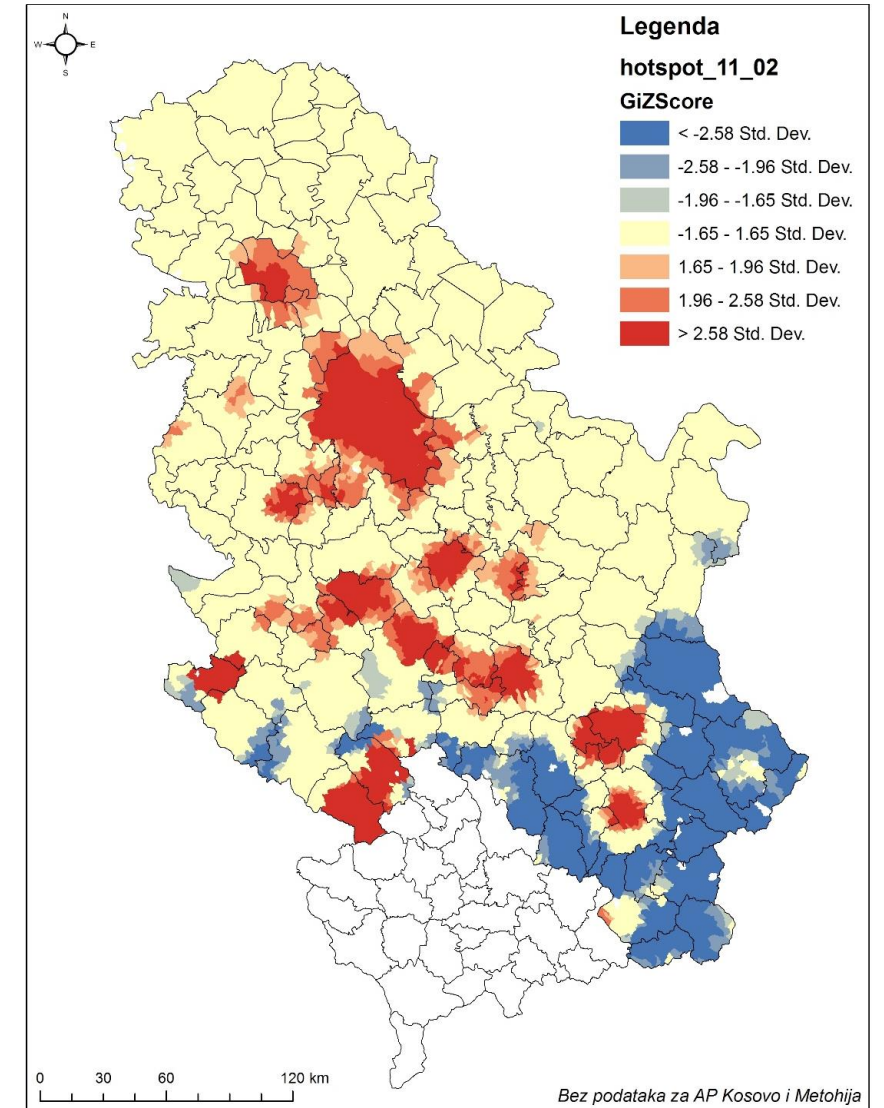 N
W E
S
Legenda
hotspot_11_02
GiZScore
< -2.58 Std. Dev.
-2.58 - -1.96 Std. Dev.
-1.96 - -1.65 Std. Dev.
-1.65 - 1.65 Std. Dev.
1.65 - 1.96 Std. Dev.
1.96 - 2.58 Std. Dev.
> 2.58 Std. Dev.
0 30 60 120 km
Bez podataka za AP Kosovo i Metohija